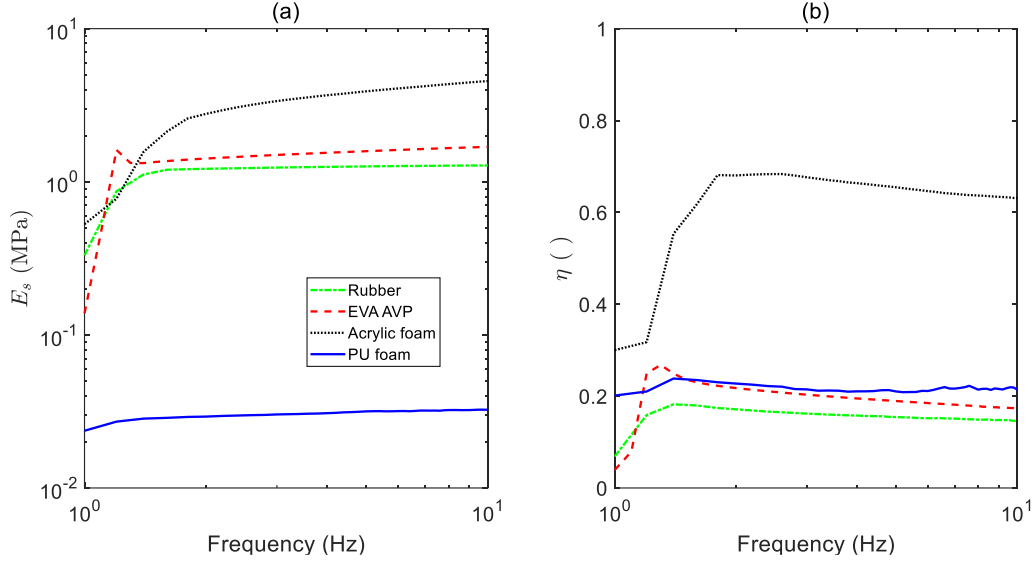 (a)
10^1
10^0
10^-1
10^-2
E_s (MPa)
Rubber
EVA AVP
Acrylic foam
PU foam
10^0
10^1
Frequency (Hz)
(b)
1
0.8
0.6
0.4
0.2
0
η ( )
10^0
10^1
Frequency (Hz)